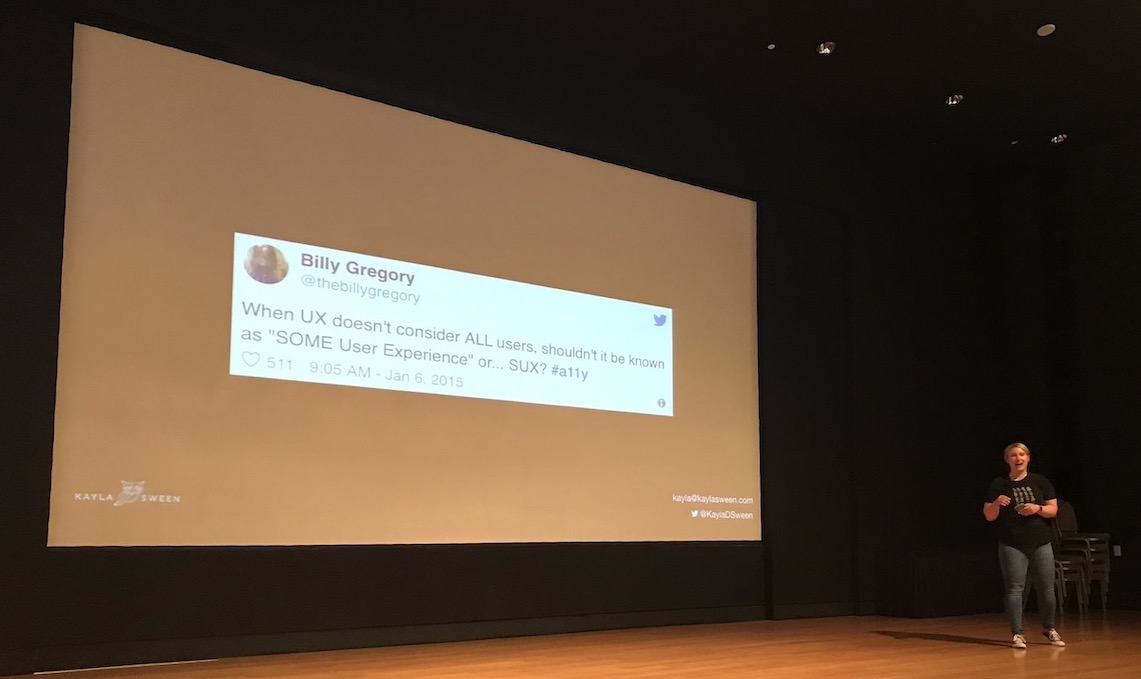 Billy Gregory
@thebillygregory
When UX doesn't consider ALL users, shouldn't it be known
as "SOME User Experience" or... SUX? #a11y
511 9:05 AM - Jan 6, 2015
KAYLA SWEEN
kayla@kaylasween.com
@KaylaDSween